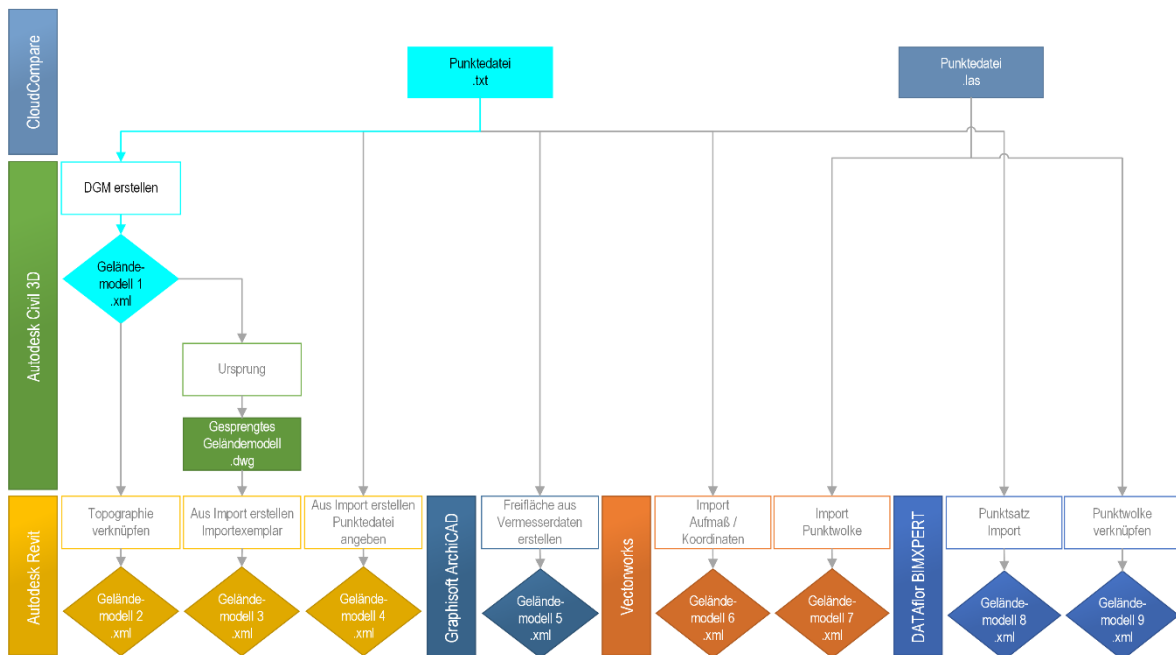 CloudCompare
Punktedatei
.txt
Punktedatei
.las
Autodesk Civil 3D
DGM erstellen
Gelände-
modell 1
.xml
Ursprung
Gesprengtes
Geländemodell
.dwg
Autodesk Revit
Topographie
verknüpfen
Aus Import erstellen
Importexemplar
Aus Import erstellen
Punktedatei
angeben
Gelände-
modell 2
.xml
Gelände-
modell 3
.xml
Gelände-
modell 4
.xml
Graphisoft ArchiCAD
Freifläche aus
Vermesserdaten
erstellen
Gelände-
modell 5
.xml
Vectorworks
Import
Aufmaß /
Koordinaten
Import
Punktwolke
Gelände-
modell 6
.xml
Gelände-
modell 7
.xml
DATAflor BIMXPERT
Punktsatz
Import
Punktwolke
verknüpfen
Gelände-
modell 8
.xml
Gelände-
modell 9
.xml